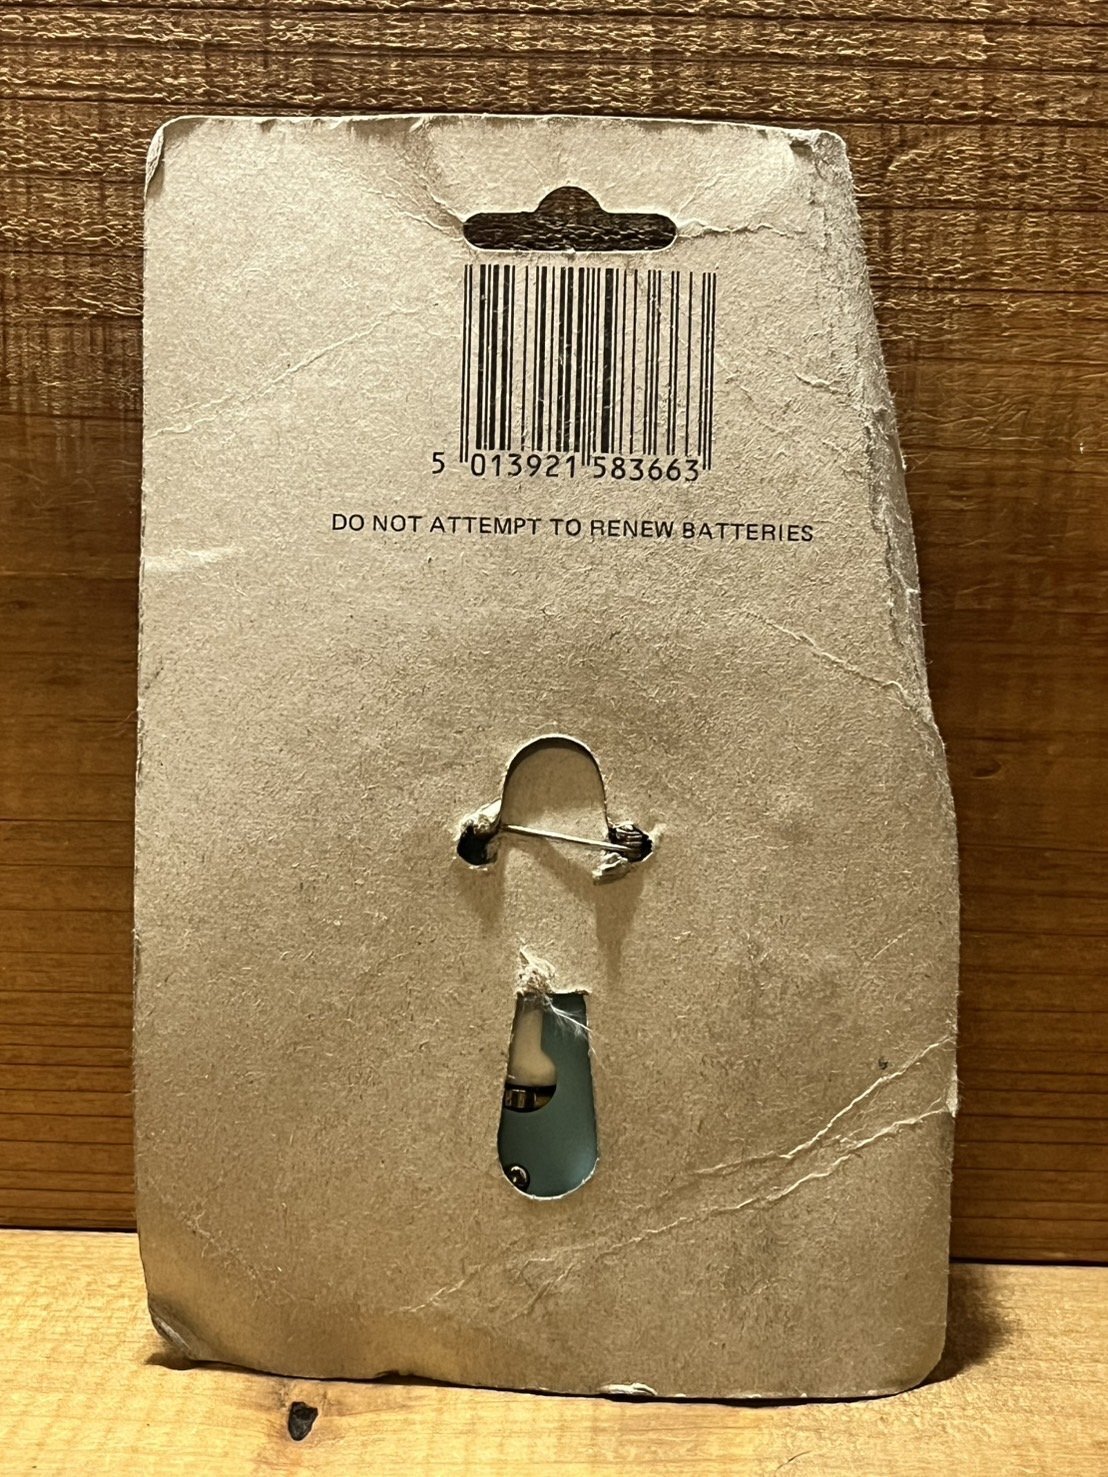 5 013921 583663
DO NOT ATTEMPT TO RENEW BATTERIES